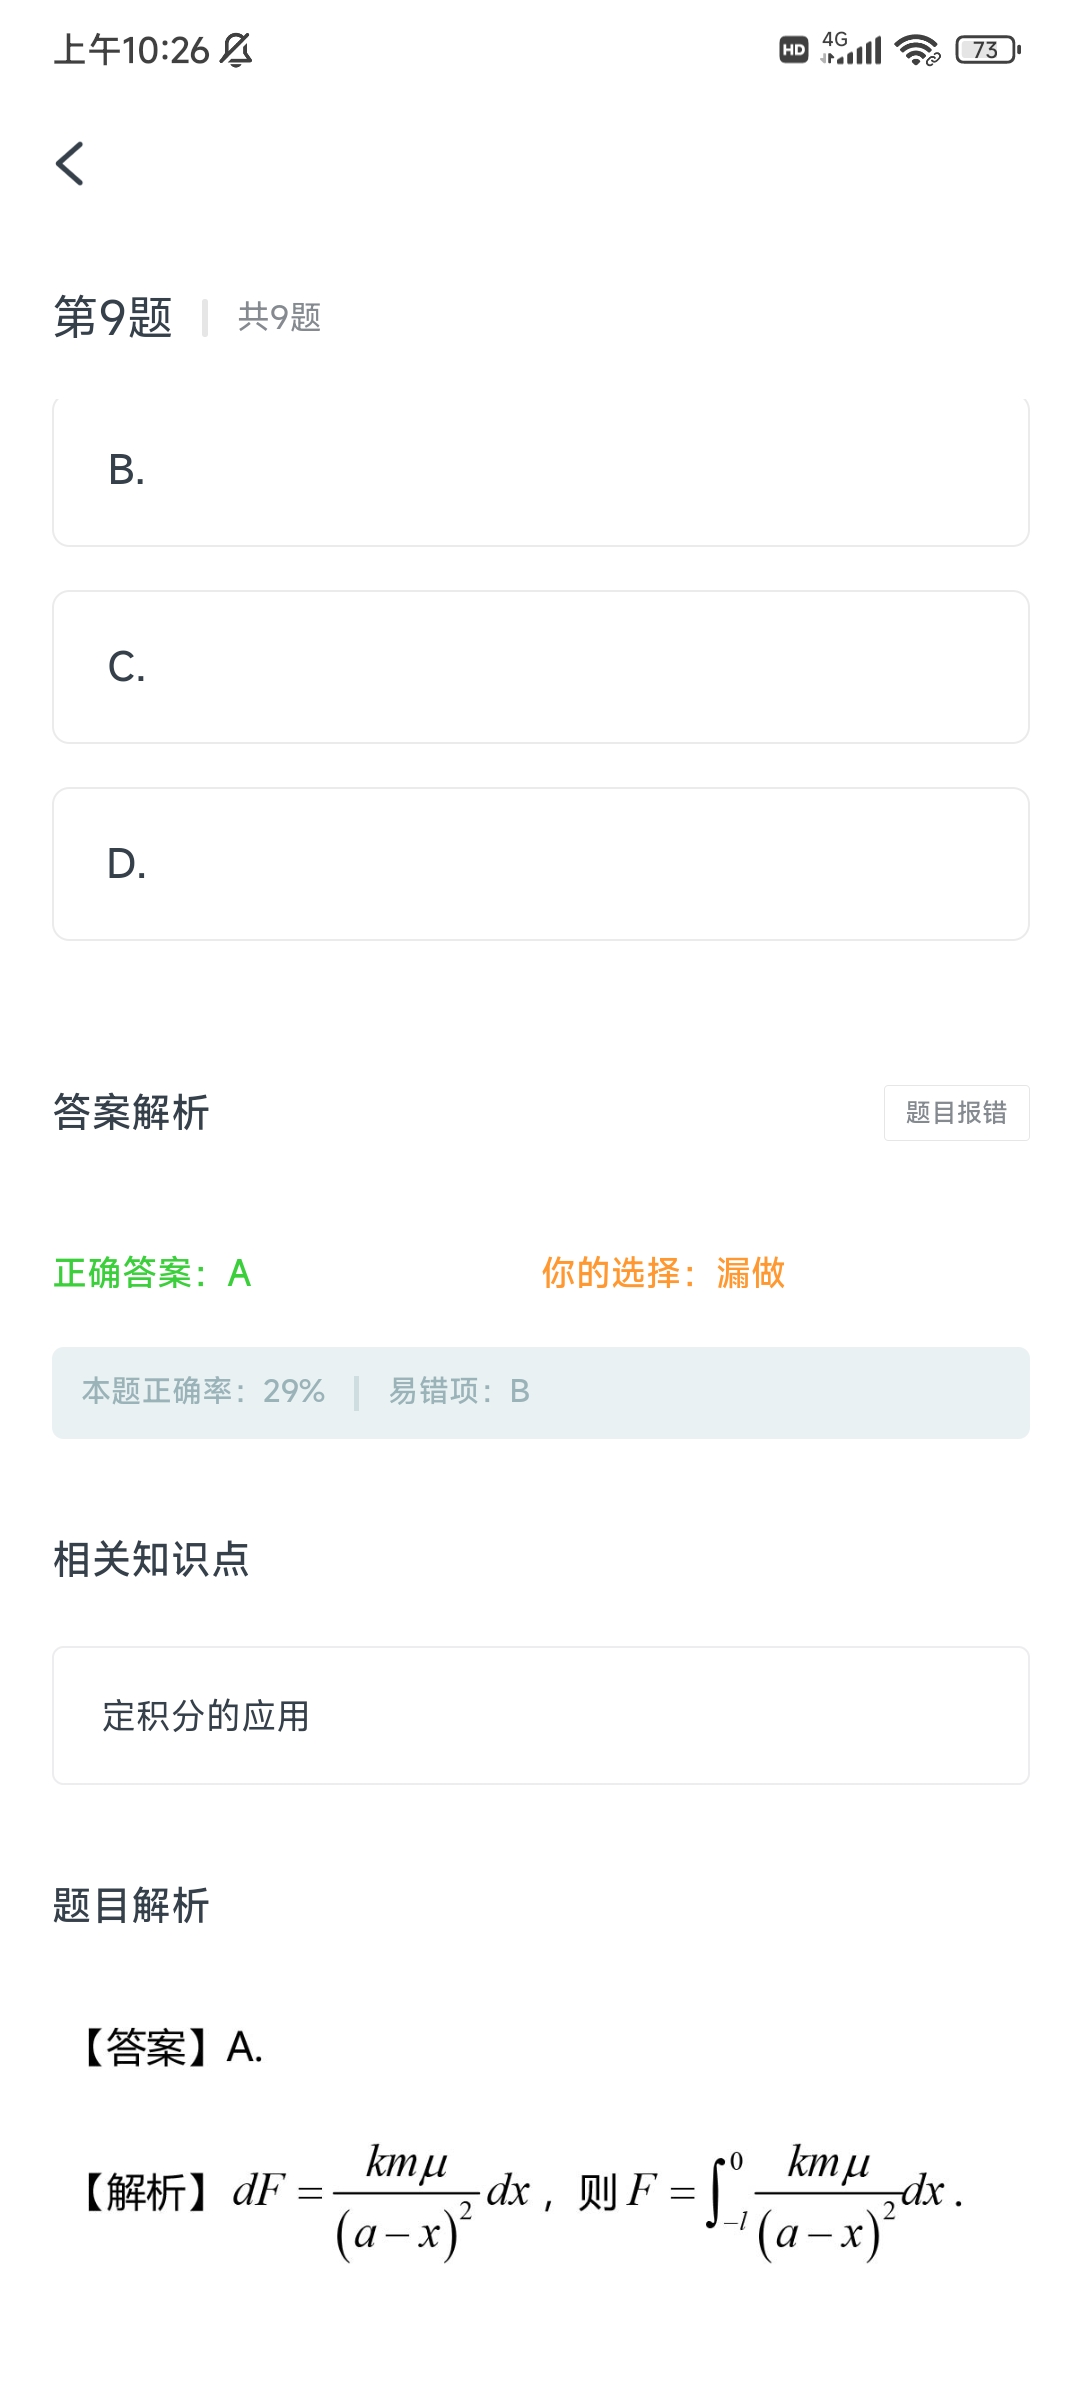 上午10:26 HD 4G 73
第9题 共9题
B.
C.
D.
答案解析 题目报错
正确答案：A 你的选择：漏做
本题正确率：29% 易错项：B
相关知识点
定积分的应用
题目解析
【答案】A.
【解析】dF = \frac{km\mu}{(a-x)^2}dx，则F = \int_{-l}^{0}\frac{km\mu}{(a-x)^2}dx.